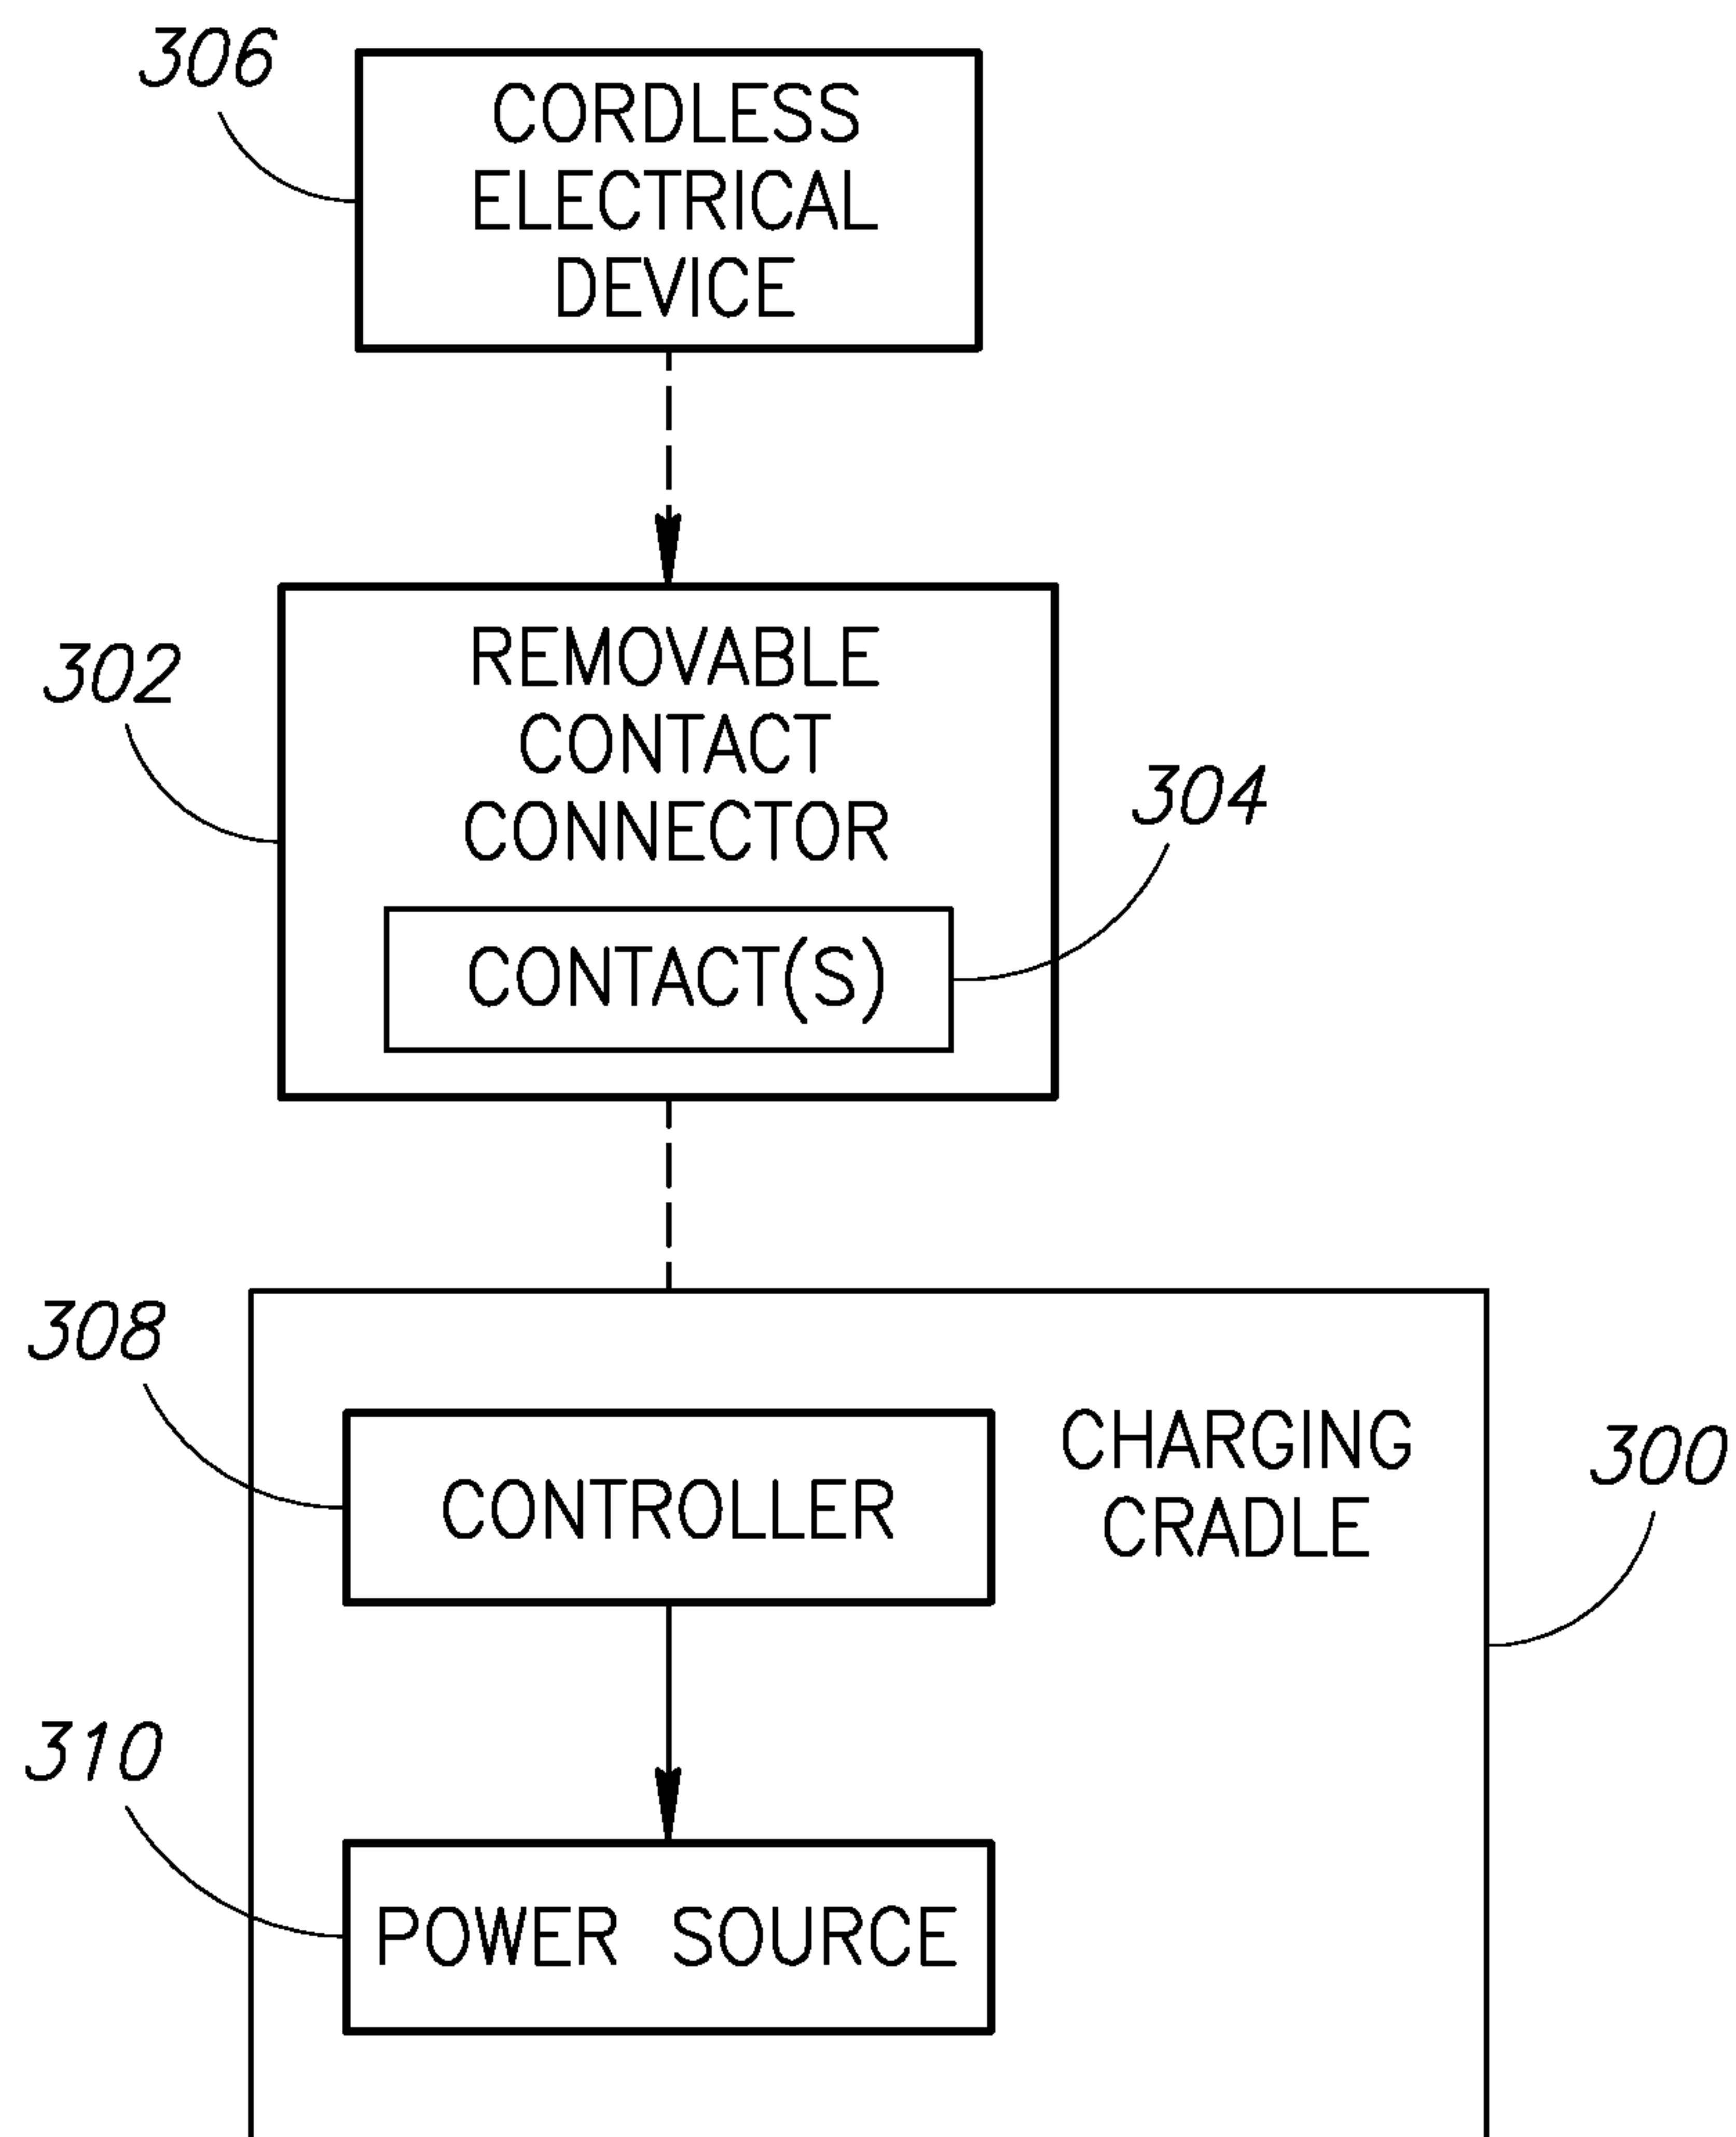 306
CORDLESS
ELECTRICAL
DEVICE
302
REMOVABLE
CONTACT
CONNECTOR
304
CONTACT(S)
308
CONTROLLER
CHARGING
CRADLE
300
310
POWER SOURCE